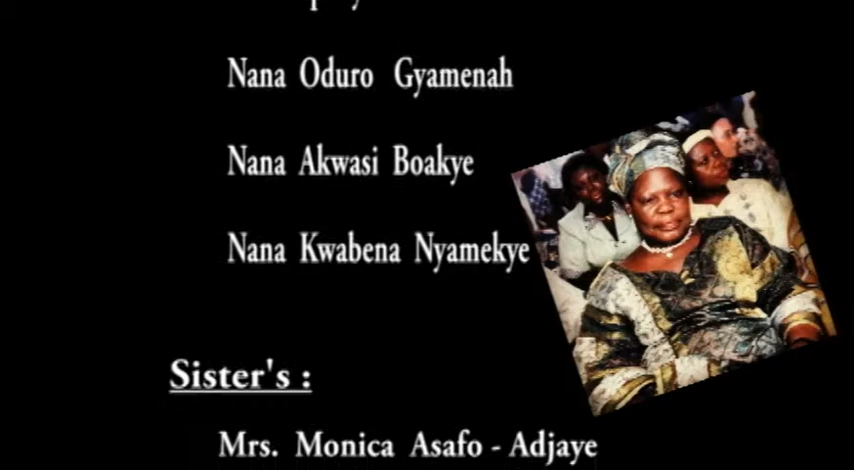 Nana Oduro Gyamenah
Nana Akwasi Boakye
Nana Kwabena Nyamekye
Sister's :
Mrs. Monica Asafo - Adjaye